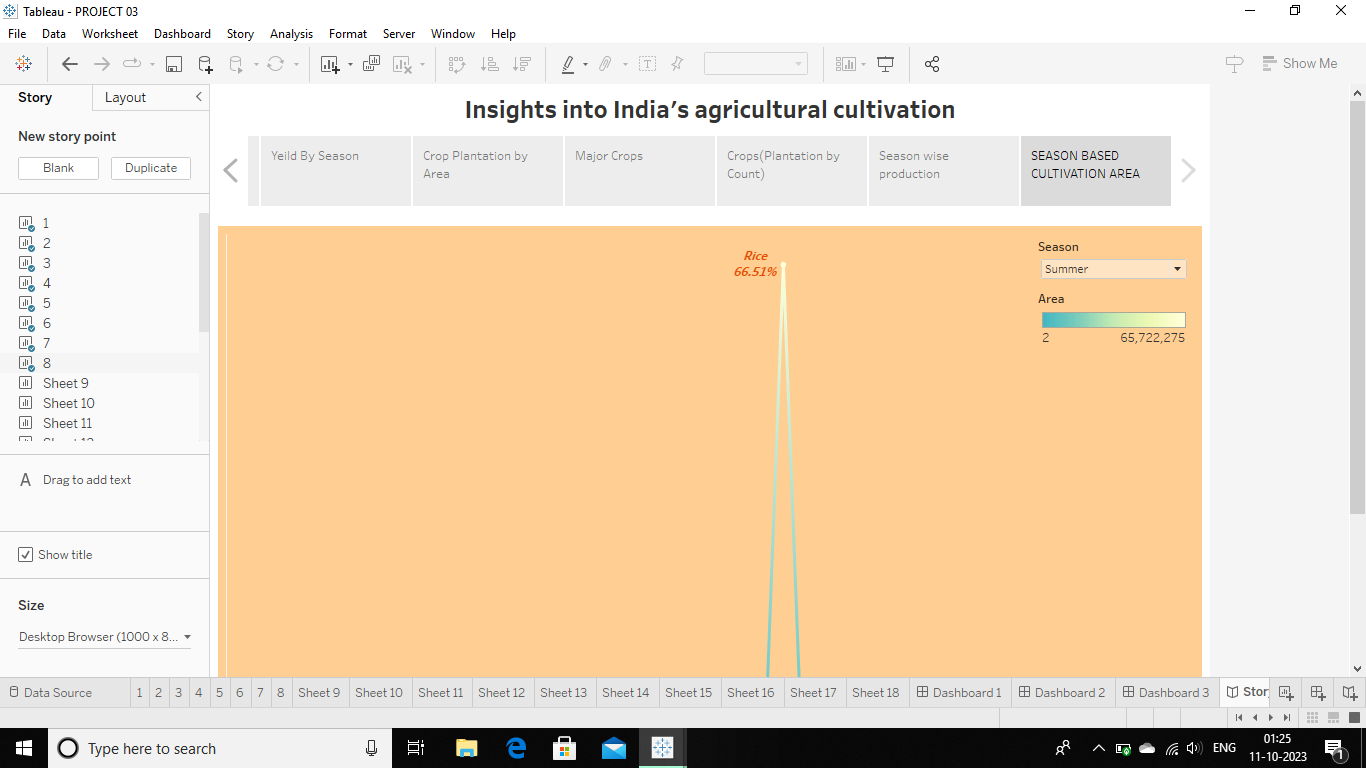 Tableau - PROJECT 03
File Data Worksheet Dashboard Story Analysis Format Server Window Help
Show Me
Story Layout
New story point
Blank Duplicate
1
2
3
4
5
6
7
8
Sheet 9
Sheet 10
Sheet 11
A Drag to add text
Show title
Size
Desktop Browser (1000 x 8...
Insights into India's agricultural cultivation
Yeild By Season
Crop Plantation by
Area
Major Crops
Crops(Plantation by
Count)
Season wise
production
SEASON BASED
CULTIVATION AREA
Rice
66.51%
Season
Summer
Area
2 65,722,275
Data Source 1 2 3 4 5 6 7 8 Sheet 9 Sheet 10 Sheet 11 Sheet 12 Sheet 13 Sheet 14 Sheet 15 Sheet 16 Sheet 17 Sheet 18 Dashboard 1 Dashboard 2 Dashboard 3
Type here to search
ENG
01:25
11-10-2023
1